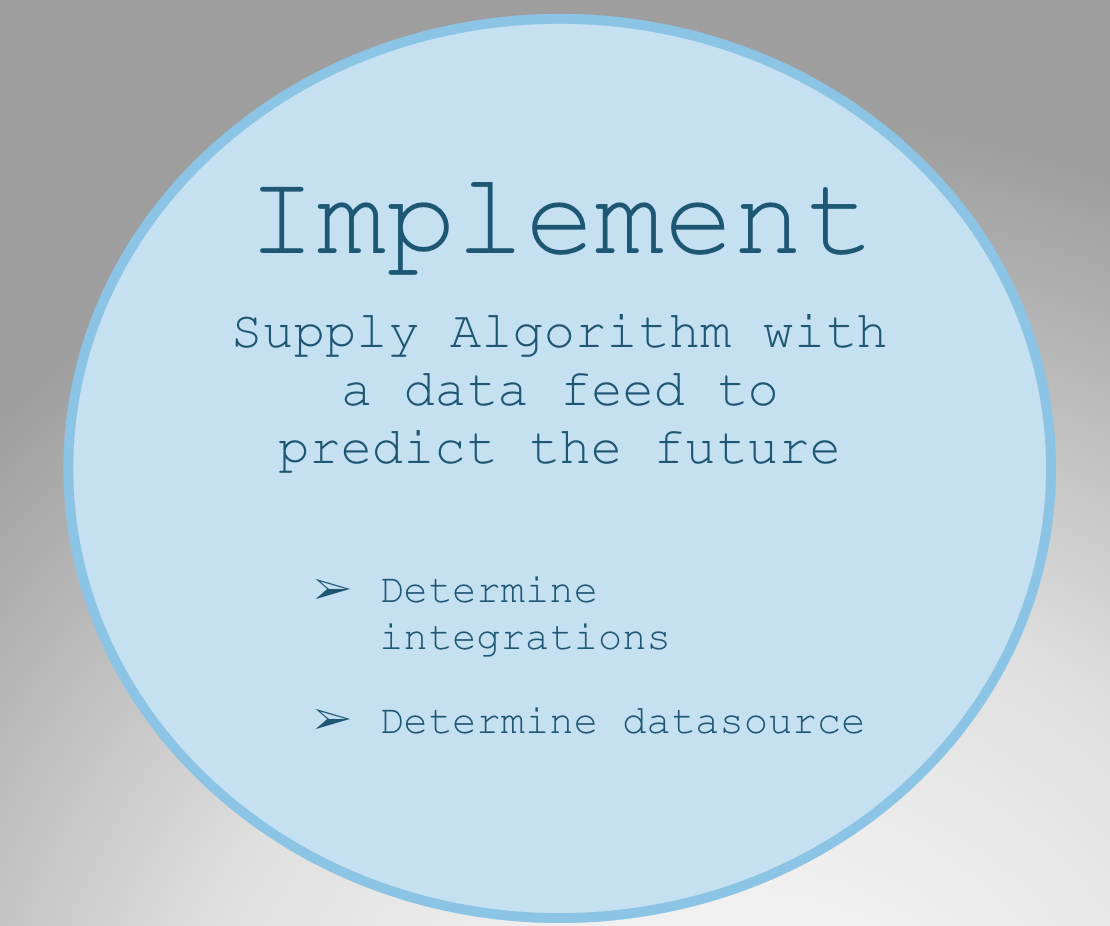 Implement
Supply Algorithm with
a data feed to
predict the future
➢ Determine
integrations
➢ Determine datasource